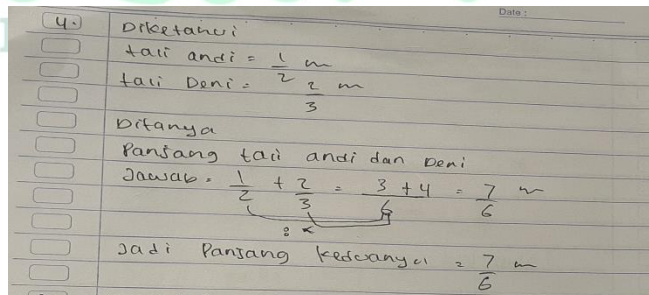 Date :
4.) Diketahui
tali andi = 1/2 m
tali Deni = 2/3 m
Ditanya
Panjang tali andi dan Deni
Jawab = 1/2 + 2/3 = 3 + 4/6 = 7/6 m
: ×
Jadi Panjang keduanya = 7/6 m